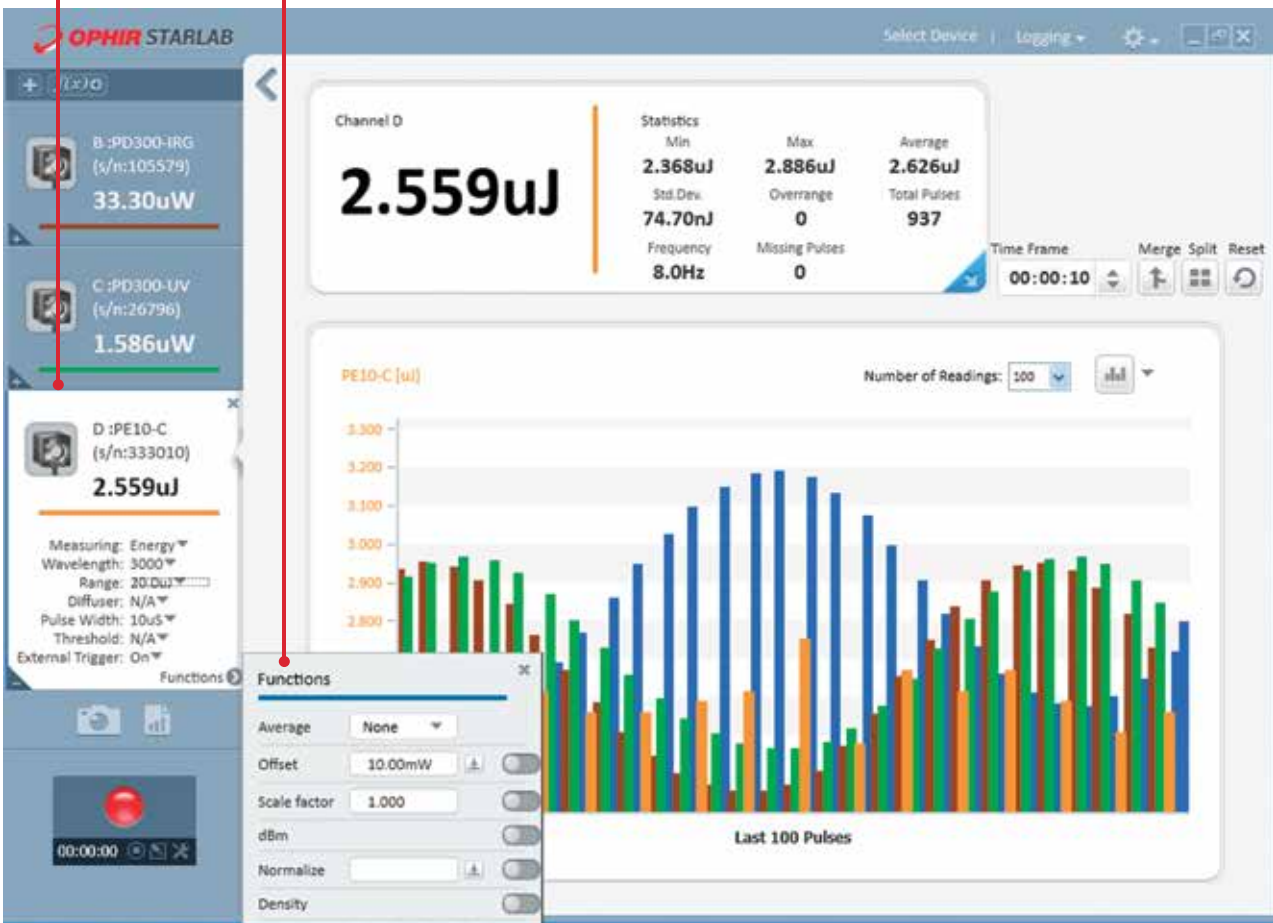 OPHIR STARLAB
Select Device | Logging
+ f(x)
B :PD300-IRG
(s/n:105579)
33.30uW
C :PD300-UV
(s/n:26796)
1.586uW
D :PE10-C
(s/n:333010)
2.559uJ
Measuring: Energy
Wavelength: 3000
Range: 20.0uJ
Diffuser: N/A
Pulse Width: 10uS
Threshold: N/A
External Trigger: On
Functions
00:00:00
Channel D
2.559uJ
Statistics
Min Max Average
2.368uJ 2.886uJ 2.626uJ
Std.Dev. Overrange Total Pulses
74.70nJ 0 937
Frequency Missing Pulses
8.0Hz 0
Time Frame Merge Split Reset
00:00:10
PE10-C [uJ]
Number of Readings: 100
3.300
3.200
3.100
3.000
2.900
2.800
Last 100 Pulses
Functions
Average None
Offset 10.00mW
Scale factor 1.000
dBm
Normalize
Density